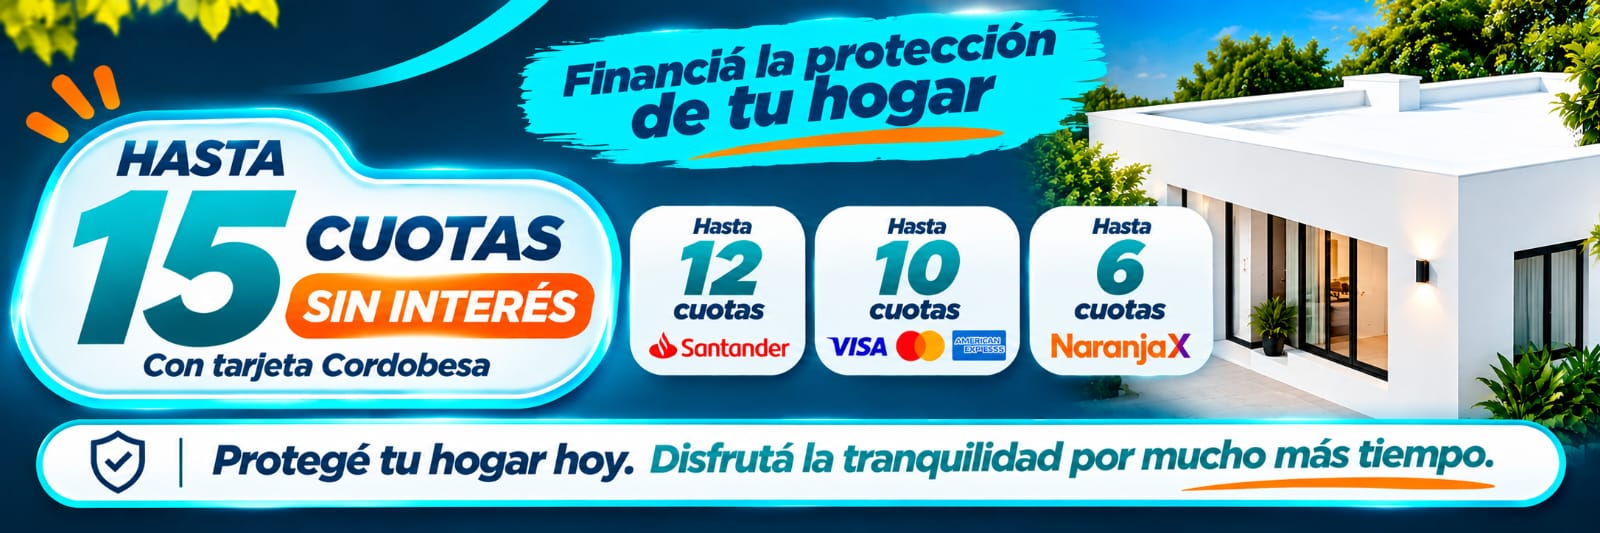 Financiá la protección
de tu hogar
HASTA
15
CUOTAS
SIN INTERÉS
Con tarjeta Cordobesa
Hasta
12
cuotas
Santander
Hasta
10
cuotas
VISA
AMERICAN
EXPRESSS
Hasta
6
cuotas
NaranjaX
Protegé tu hogar hoy. Disfrutá la tranquilidad por mucho más tiempo.